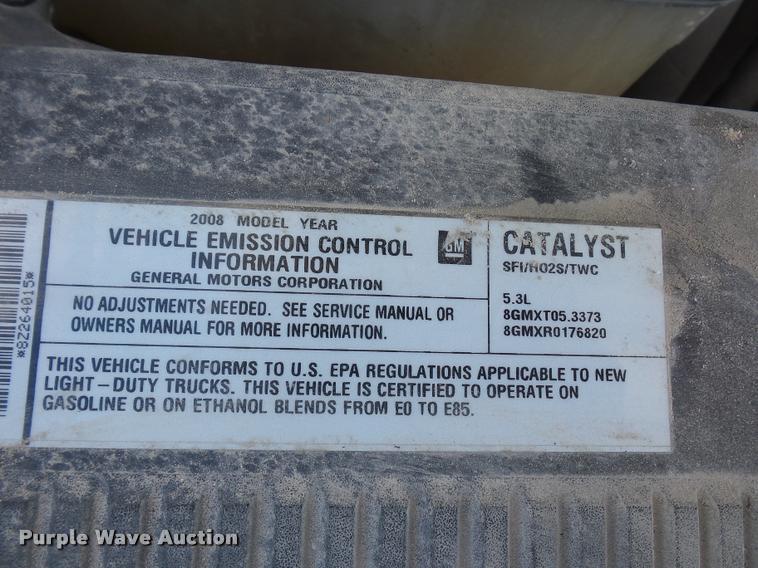 *8Z264015*
2008 MODEL YEAR
VEHICLE EMISSION CONTROL
INFORMATION
GENERAL MOTORS CORPORATION
GM
NO ADJUSTMENTS NEEDED. SEE SERVICE MANUAL OR
OWNERS MANUAL FOR MORE INFORMATION.
CATALYST
SFI/HO2S/TWC
5.3L
8GMXT05.3373
8GMXR0176820
THIS VEHICLE CONFORMS TO U.S. EPA REGULATIONS APPLICABLE TO NEW
LIGHT-DUTY TRUCKS. THIS VEHICLE IS CERTIFIED TO OPERATE ON
GASOLINE OR ON ETHANOL BLENDS FROM E0 TO E85.
Purple Wave Auction